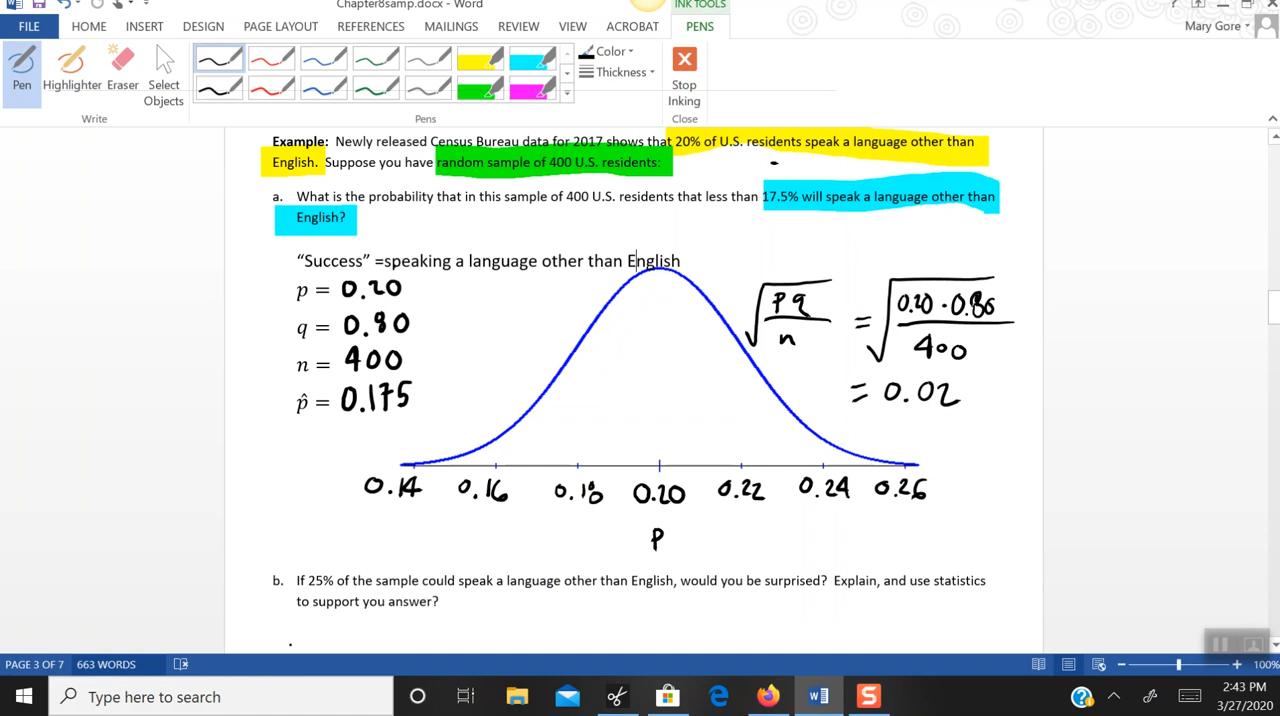 Chapter8samp.docx - Word
INK TOOLS
FILE HOME INSERT DESIGN PAGE LAYOUT REFERENCES MAILINGS REVIEW VIEW ACROBAT PENS
Mary Gore
Pen Highlighter Eraser Select Objects
Color
Thickness
Stop Inking
Write Pens Close
Example: Newly released Census Bureau data for 2017 shows that 20% of U.S. residents speak a language other than
English. Suppose you have random sample of 400 U.S. residents:
a. What is the probability that in this sample of 400 U.S. residents that less than 17.5% will speak a language other than
English?
“Success” =speaking a language other than English
p = 0.20
q = 0.80
n = 400
p̂ = 0.175
√(pq/n) = √(0.20 · 0.80/400)
= 0.02
0.14 0.16 0.18 0.20 0.22 0.24 0.26
P
b. If 25% of the sample could speak a language other than English, would you be surprised? Explain, and use statistics
to support you answer?
PAGE 3 OF 7 663 WORDS 100%
Type here to search
2:43 PM
3/27/2020